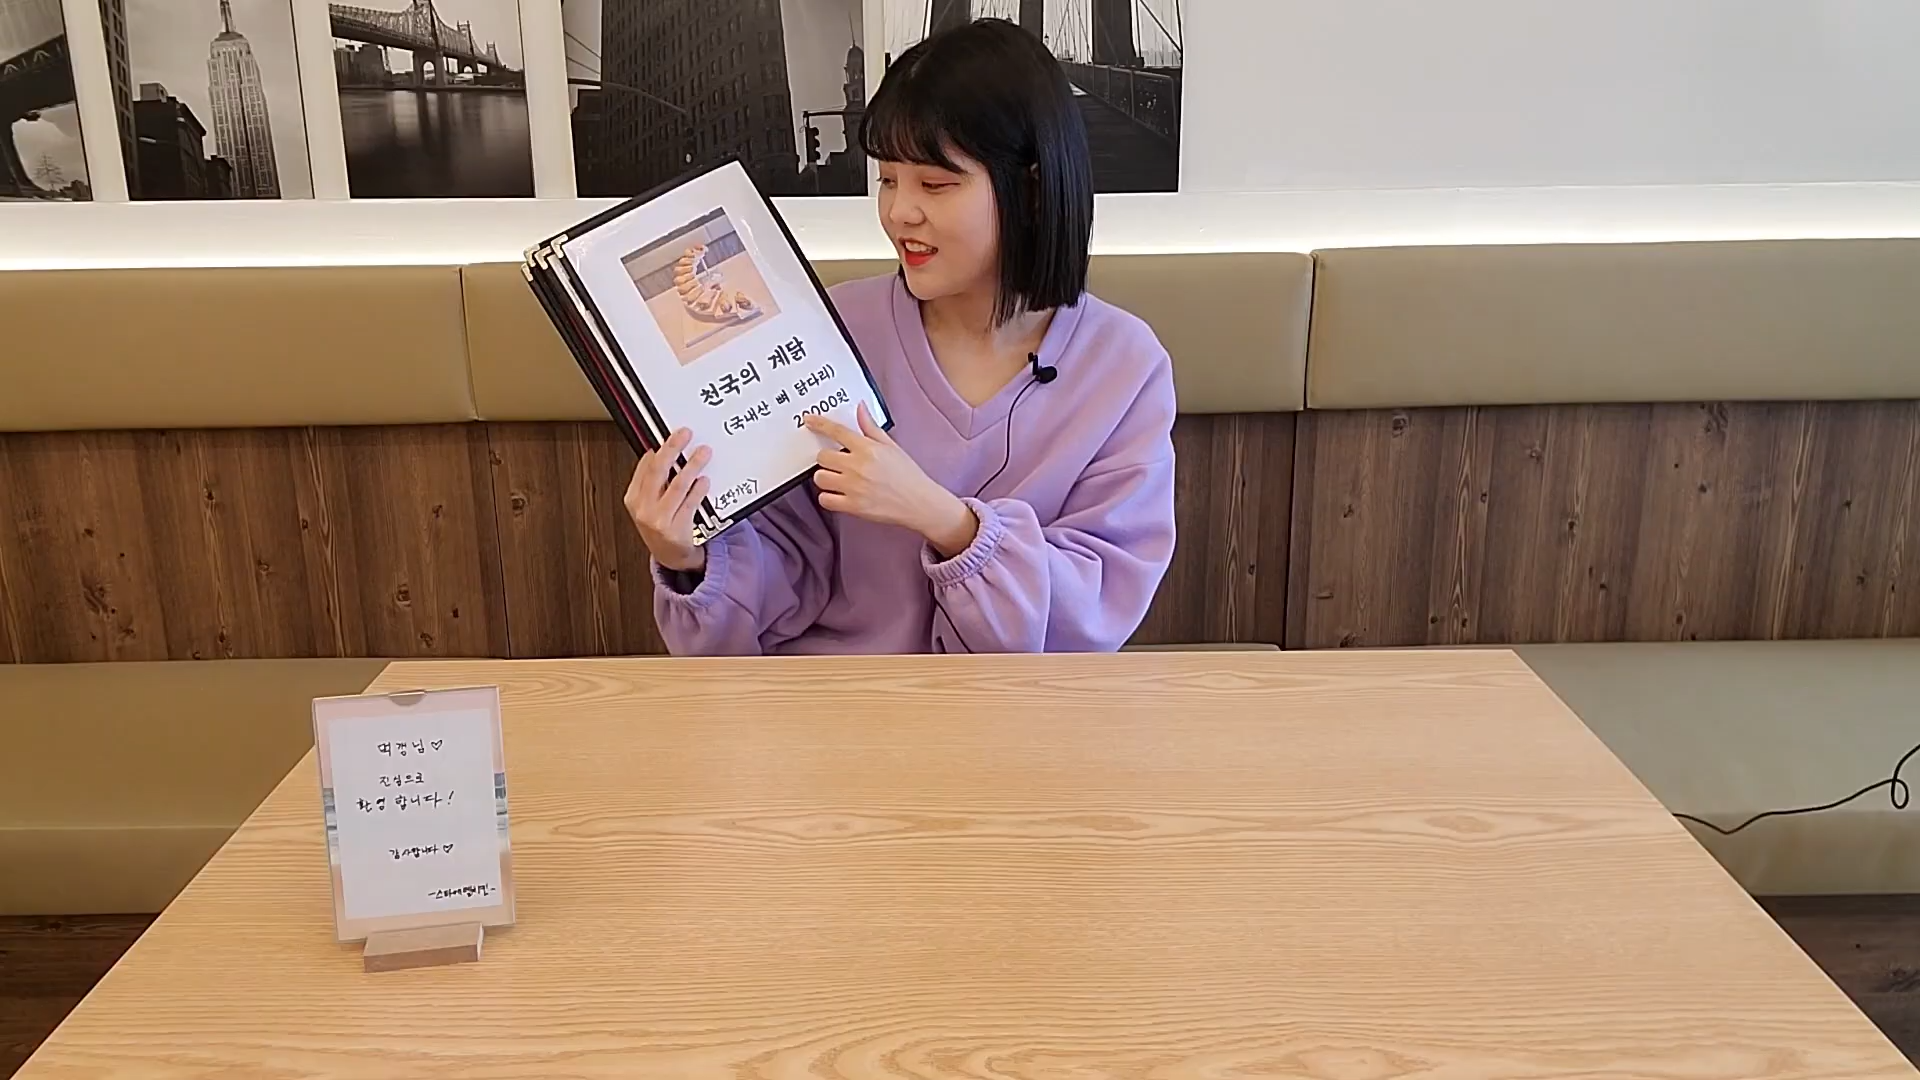 천국의 계닭
(국내산 뼈 닭다리)
20000원
<포장가능>
먹갱님♡
진심으로
환영 합니다!
감사합니다♡